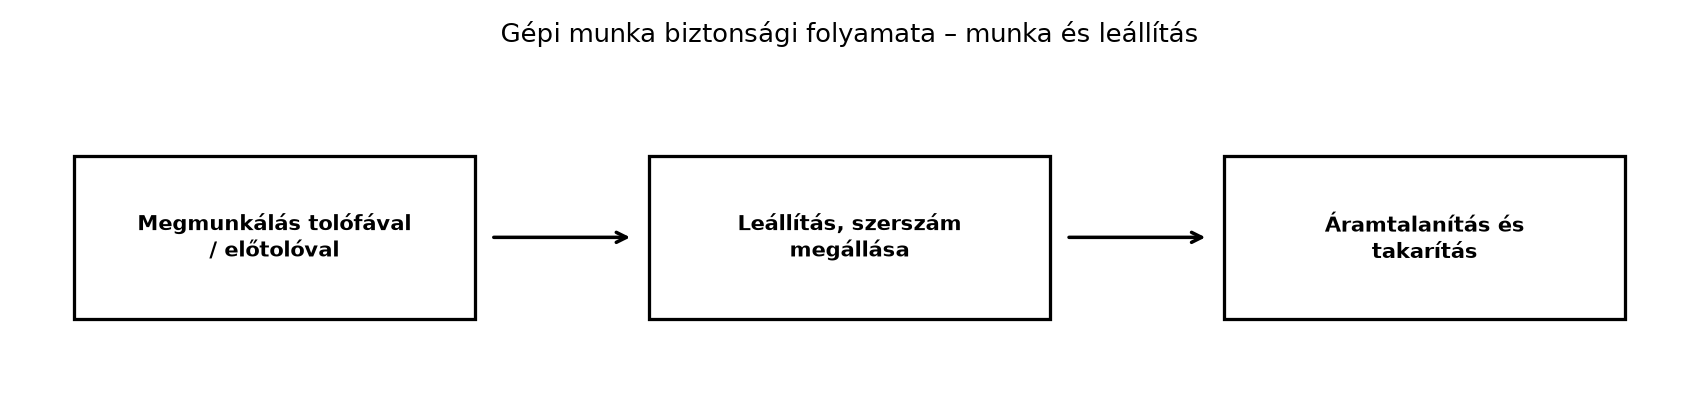 Gépi munka biztonsági folyamata – munka és leállítás
Megmunkálás tolófával
/ előtolóval
Leállítás, szerszám
megállása
Áramtalanítás és
takarítás